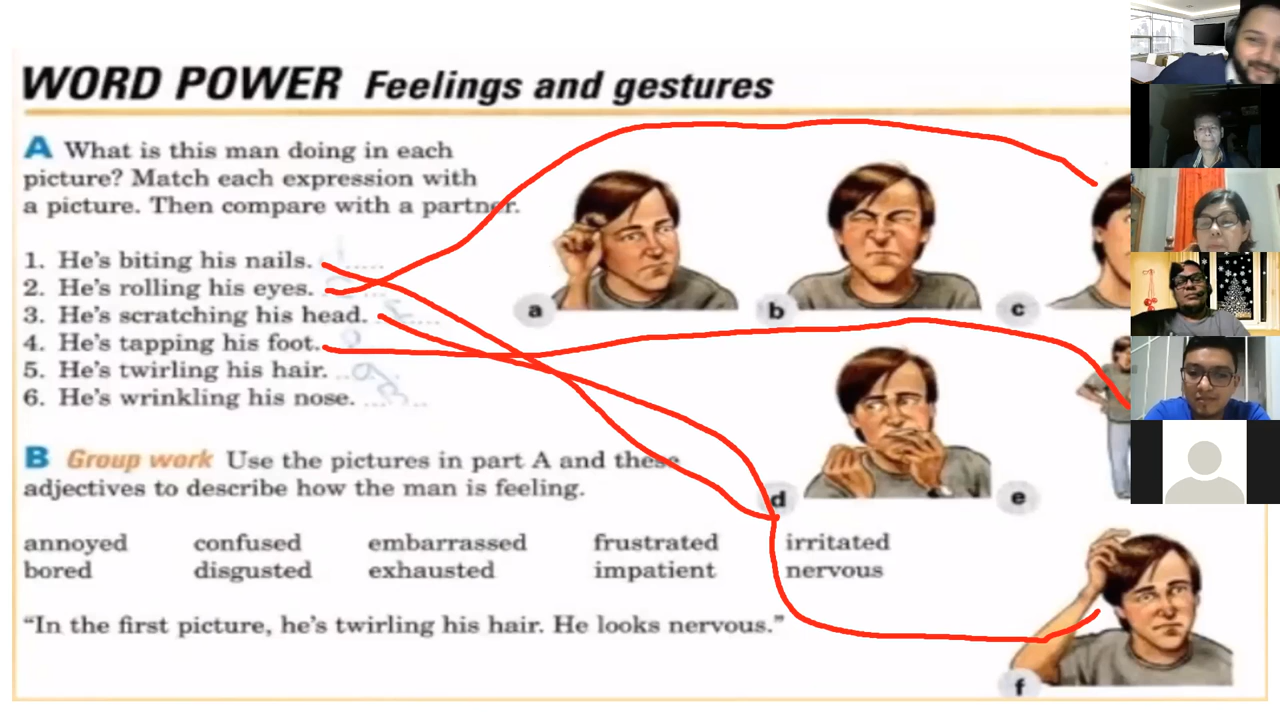 WORD POWER Feelings and gestures
A What is this man doing in each
picture? Match each expression with
a picture. Then compare with a partner.
1. He's biting his nails. ......
2. He's rolling his eyes. ......
3. He's scratching his head. ......
4. He's tapping his foot. ......
5. He's twirling his hair. ......
6. He's wrinkling his nose. ......
a
b
c
d
e
f
B Group work Use the pictures in part A and these
adjectives to describe how the man is feeling.
annoyed confused embarrassed frustrated irritated
bored disgusted exhausted impatient nervous
"In the first picture, he's twirling his hair. He looks nervous."